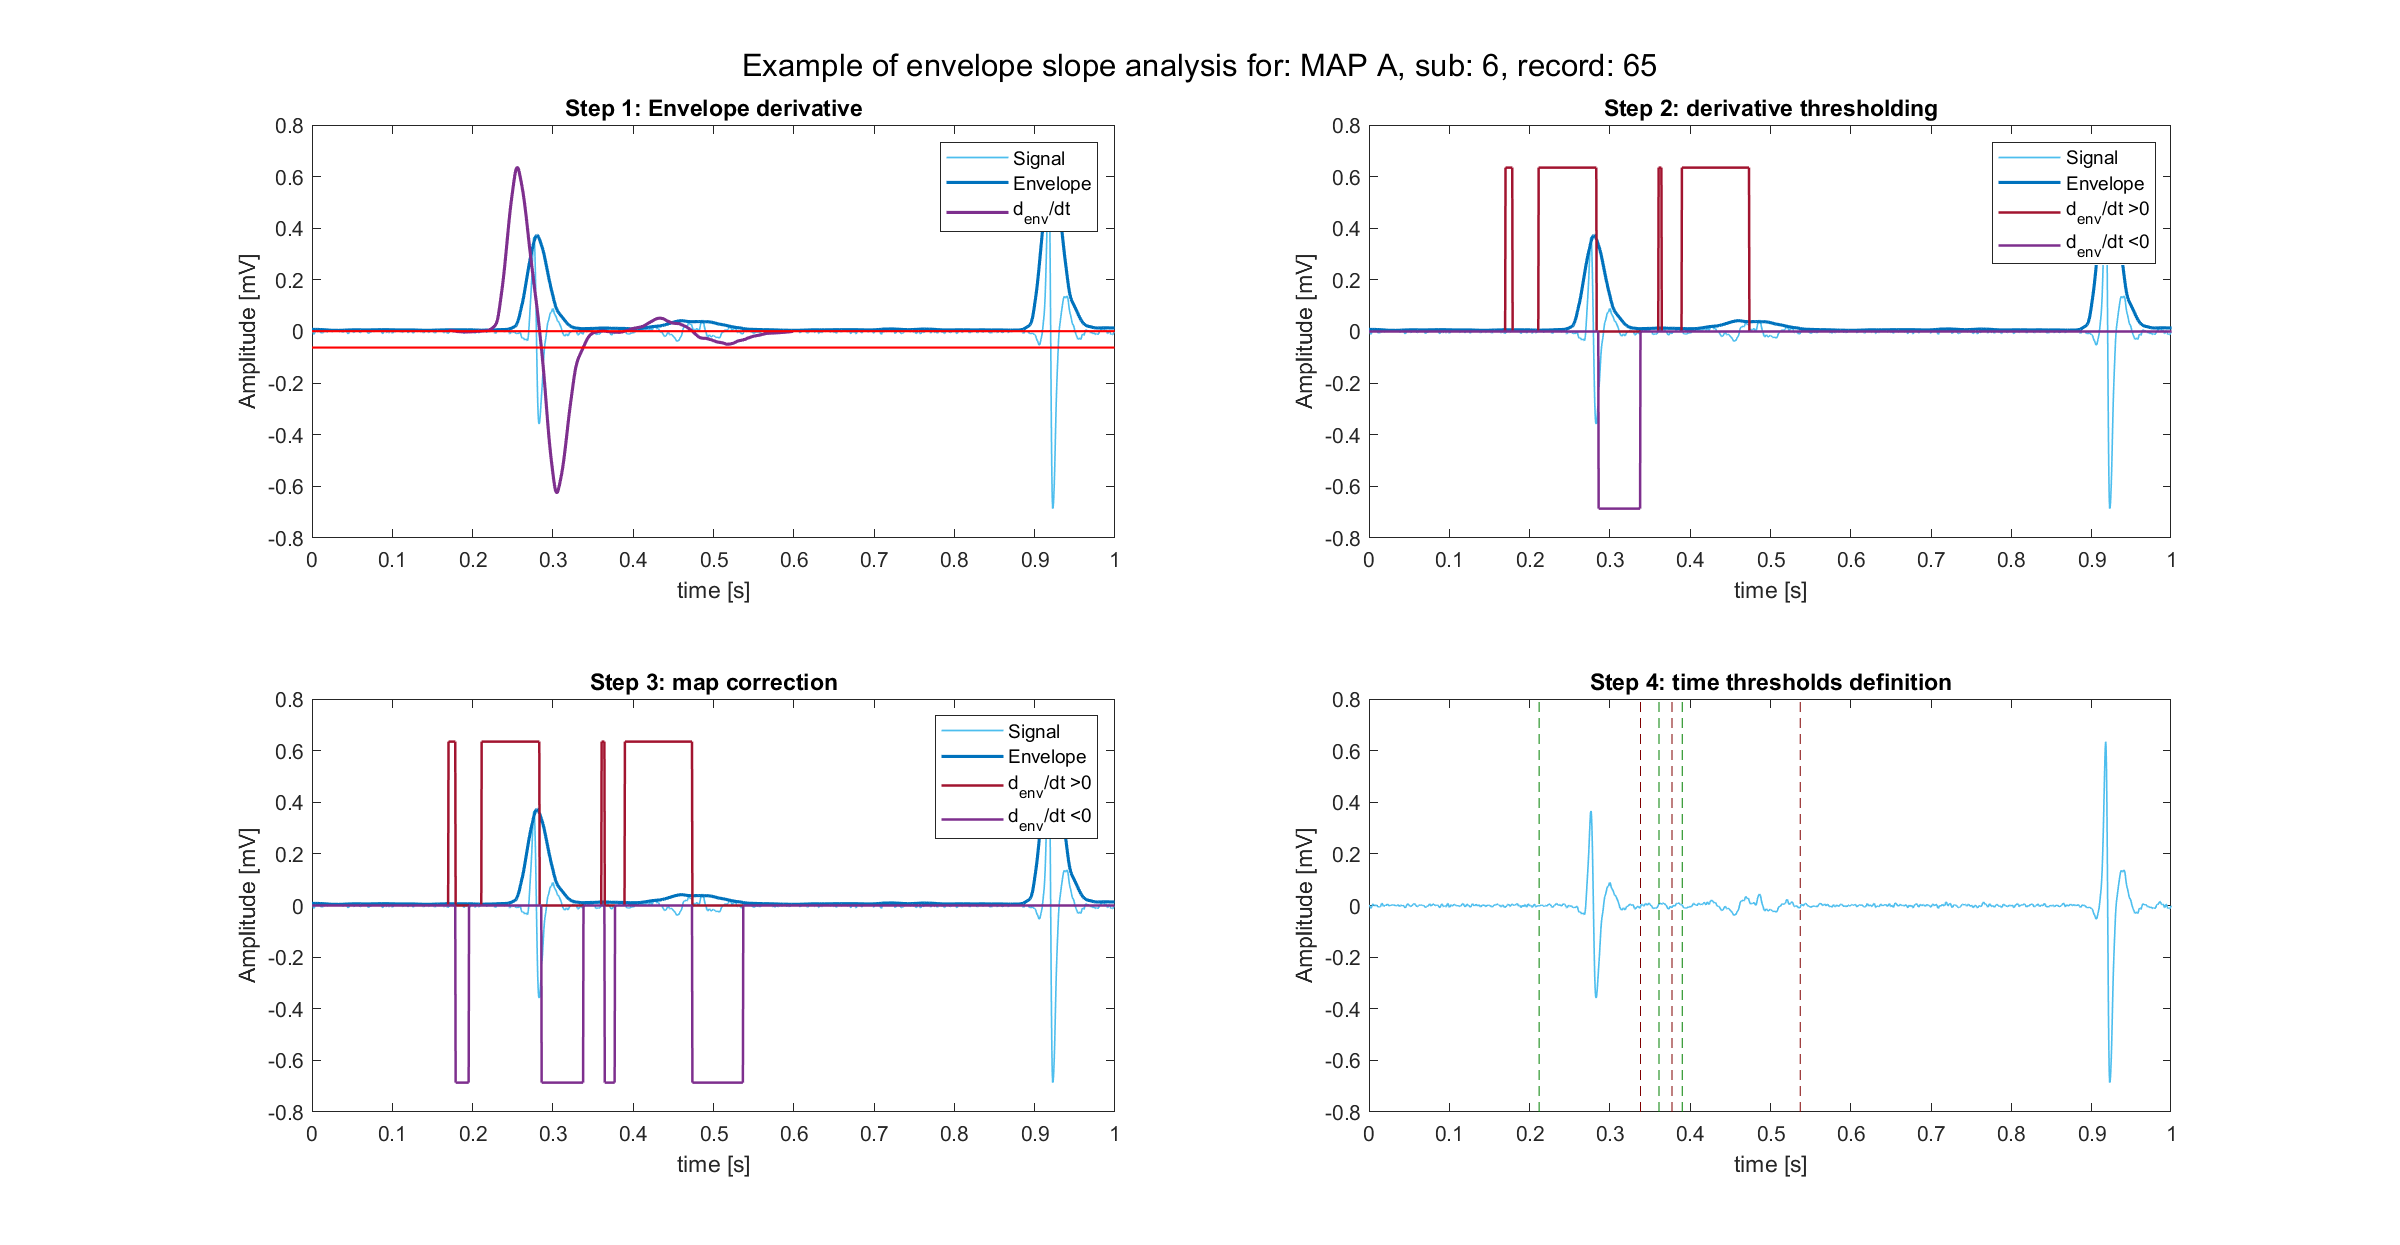 Example of envelope slope analysis for: MAP A, sub: 6, record: 65
Step 1: Envelope derivative
0.8
0.6
0.4
0.2
0
-0.2
-0.4
-0.6
-0.8
Amplitude [mV]
Signal
Envelope
d_env/dt
0 0.1 0.2 0.3 0.4 0.5 0.6 0.7 0.8 0.9 1
time [s]
Step 2: derivative thresholding
0.8
0.6
0.4
0.2
0
-0.2
-0.4
-0.6
-0.8
Amplitude [mV]
Signal
Envelope
d_env/dt >0
d_env/dt <0
0 0.1 0.2 0.3 0.4 0.5 0.6 0.7 0.8 0.9 1
time [s]
Step 3: map correction
0.8
0.6
0.4
0.2
0
-0.2
-0.4
-0.6
-0.8
Amplitude [mV]
Signal
Envelope
d_env/dt >0
d_env/dt <0
0 0.1 0.2 0.3 0.4 0.5 0.6 0.7 0.8 0.9 1
time [s]
Step 4: time thresholds definition
0.8
0.6
0.4
0.2
0
-0.2
-0.4
-0.6
-0.8
Amplitude [mV]
0 0.1 0.2 0.3 0.4 0.5 0.6 0.7 0.8 0.9 1
time [s]